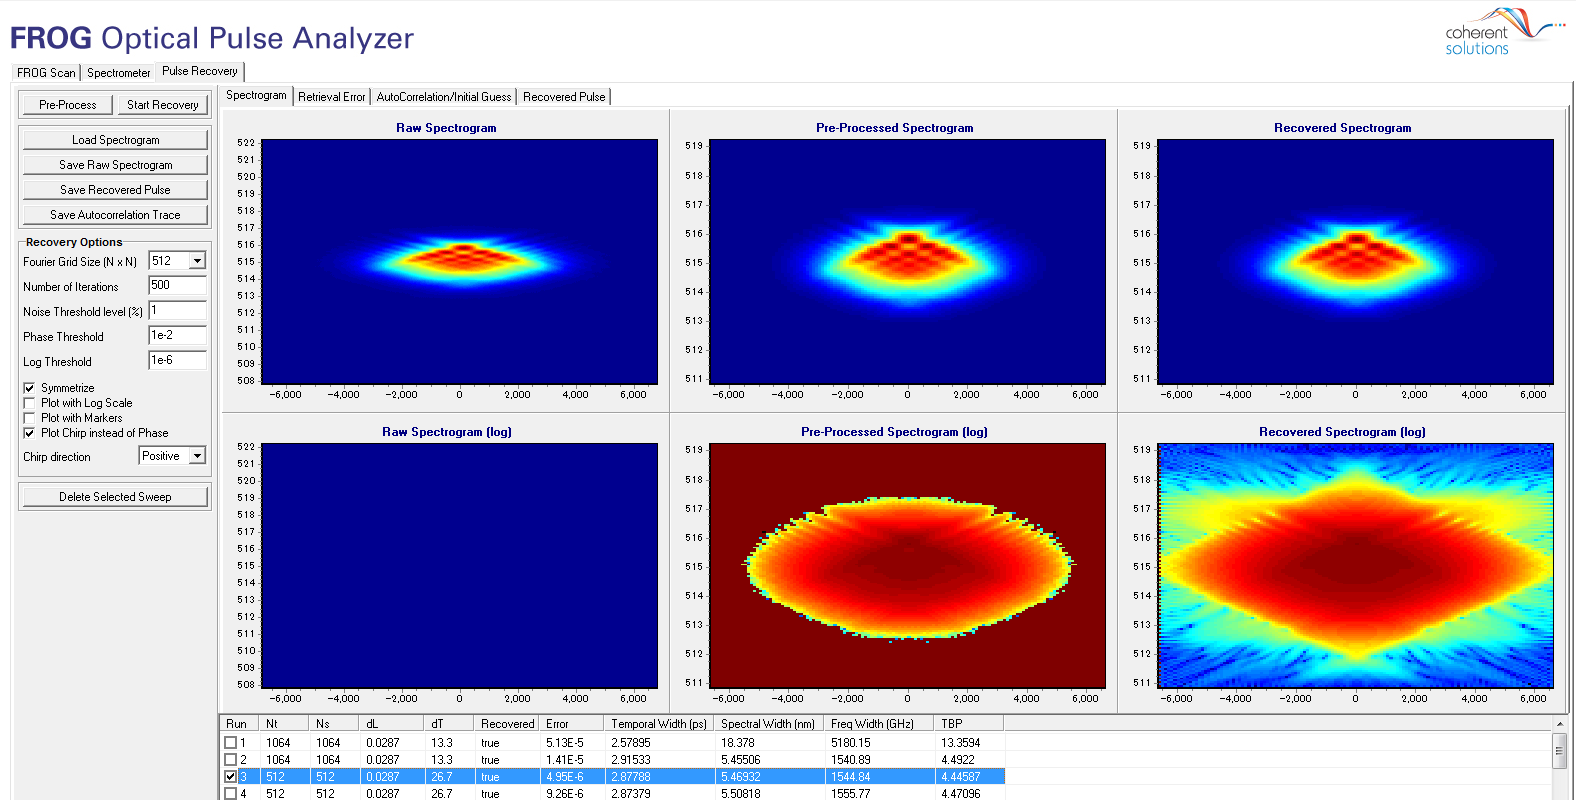 FROG Optical Pulse Analyzer
coherent
solutions
FROG Scan Spectrometer Pulse Recovery
Pre-Process Start Recovery
Load Spectrogram
Save Raw Spectrogram
Save Recovered Pulse
Save Autocorrelation Trace
Recovery Options
Fourier Grid Size (N x N) 512
Number of Iterations 500
Noise Threshold level (%) 1
Phase Threshold 1e-2
Log Threshold 1e-6
Symmetrize
Plot with Log Scale
Plot with Markers
Plot Chirp instead of Phase
Chirp direction Positive
Delete Selected Sweep
Spectrogram Retrieval Error AutoCorrelation/Initial Guess Recovered Pulse
Raw Spectrogram
522
521
520
519
518
517
516
515
514
513
512
511
510
509
508
-6,000 -4,000 -2,000 0 2,000 4,000 6,000
Pre-Processed Spectrogram
519
518
517
516
515
514
513
512
511
-6,000 -4,000 -2,000 0 2,000 4,000 6,000
Recovered Spectrogram
519
518
517
516
515
514
513
512
511
-6,000 -4,000 -2,000 0 2,000 4,000 6,000
Raw Spectrogram (log)
522
521
520
519
518
517
516
515
514
513
512
511
510
509
508
-6,000 -4,000 -2,000 0 2,000 4,000 6,000
Pre-Processed Spectrogram (log)
519
518
517
516
515
514
513
512
511
-6,000 -4,000 -2,000 0 2,000 4,000 6,000
Recovered Spectrogram (log)
519
518
517
516
515
514
513
512
511
-6,000 -4,000 -2,000 0 2,000 4,000 6,000
Run Nt Ns dL dT Recovered Error Temporal Width (ps) Spectral Width (nm) Freq Width (GHz) TBP
1 1064 1064 0.0287 13.3 true 5.13E-5 2.57895 18.378 5180.15 13.3594
2 1064 1064 0.0287 13.3 true 1.41E-5 2.91533 5.45506 1540.89 4.4922
3 512 512 0.0287 26.7 true 4.95E-6 2.87788 5.46932 1544.84 4.44587
4 512 512 0.0287 26.7 true 9.26E-6 2.87379 5.50818 1555.77 4.47096